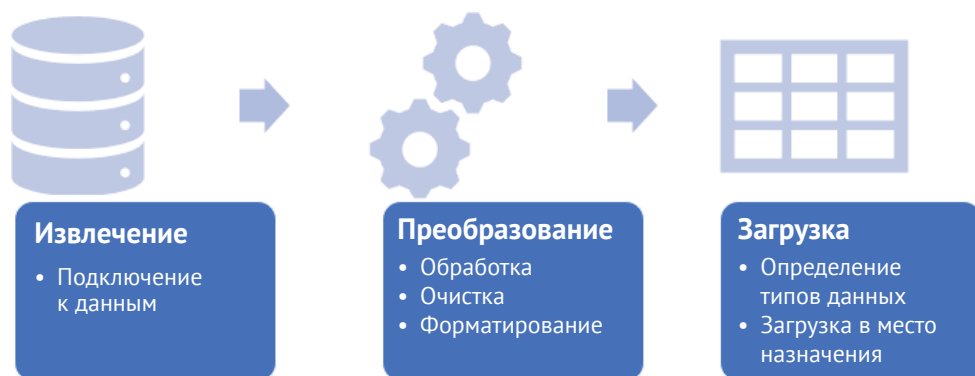 Извлечение
• Подключение
к данным
Преобразование
• Обработка
• Очистка
• Форматирование
Загрузка
• Определение
типов данных
• Загрузка в место
назначения